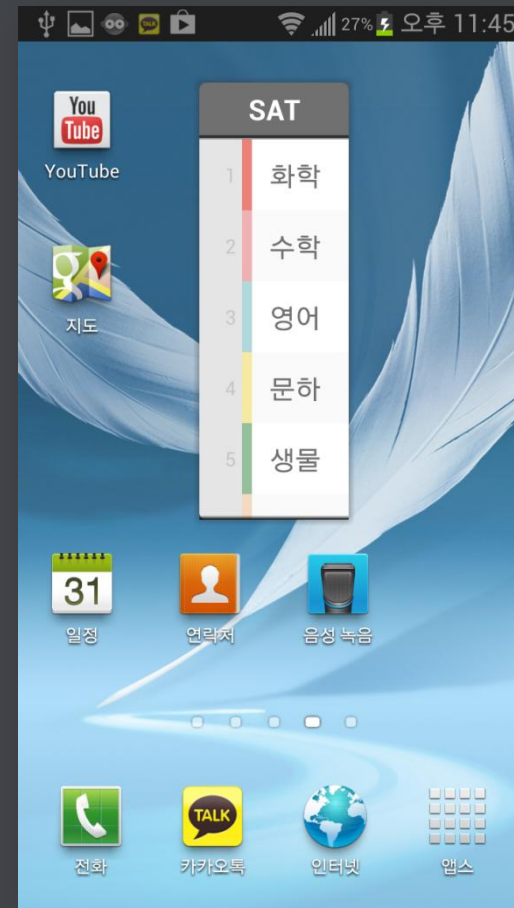 27% 오후 11:45
You
Tube
YouTube
지도
SAT
1 화학
2 수학
3 영어
4 문하
5 생물
31
일정
연락처
음성 녹음
TALK
전화
카카오톡
인터넷
앱스